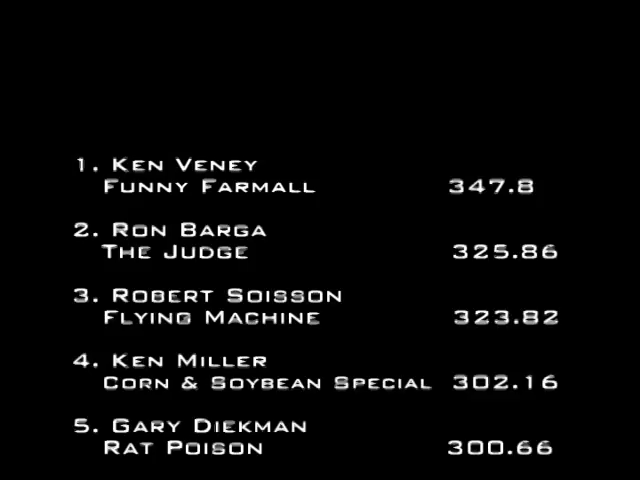 1. Ken Veney
Funny Farmall 347.8
2. Ron Barga
The Judge 325.86
3. Robert Soisson
Flying Machine 323.82
4. Ken Miller
Corn & Soybean Special 302.16
5. Gary Diekman
Rat Poison 300.66